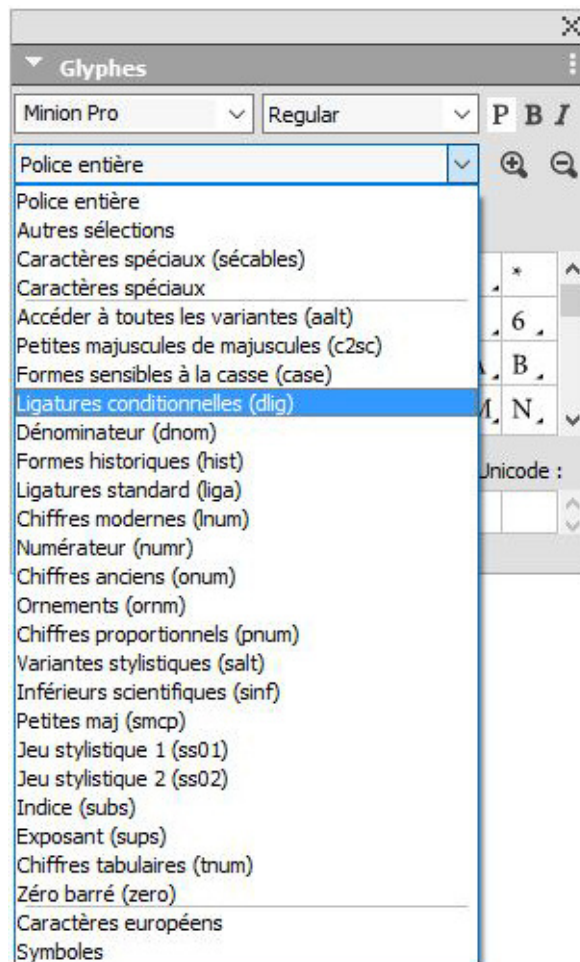 Glyphes
Minion Pro Regular P B I
Police entière
Police entière
Autres sélections
Caractères spéciaux (sécables)
Caractères spéciaux *
Accéder à toutes les variantes (aalt) 6
Petites majuscules de majuscules (c2sc)
Formes sensibles à la casse (case) B
Ligatures conditionnelles (dlig) N
Dénominateur (dnom)
Formes historiques (hist)
Ligatures standard (liga) Unicode :
Chiffres modernes (lnum)
Numérateur (numr)
Chiffres anciens (onum)
Ornements (ornm)
Chiffres proportionnels (pnum)
Variantes stylistiques (salt)
Inférieurs scientifiques (sinf)
Petites maj (smcp)
Jeu stylistique 1 (ss01)
Jeu stylistique 2 (ss02)
Indice (subs)
Exposant (sups)
Chiffres tabulaires (tnum)
Zéro barré (zero)
Caractères européens
Symboles